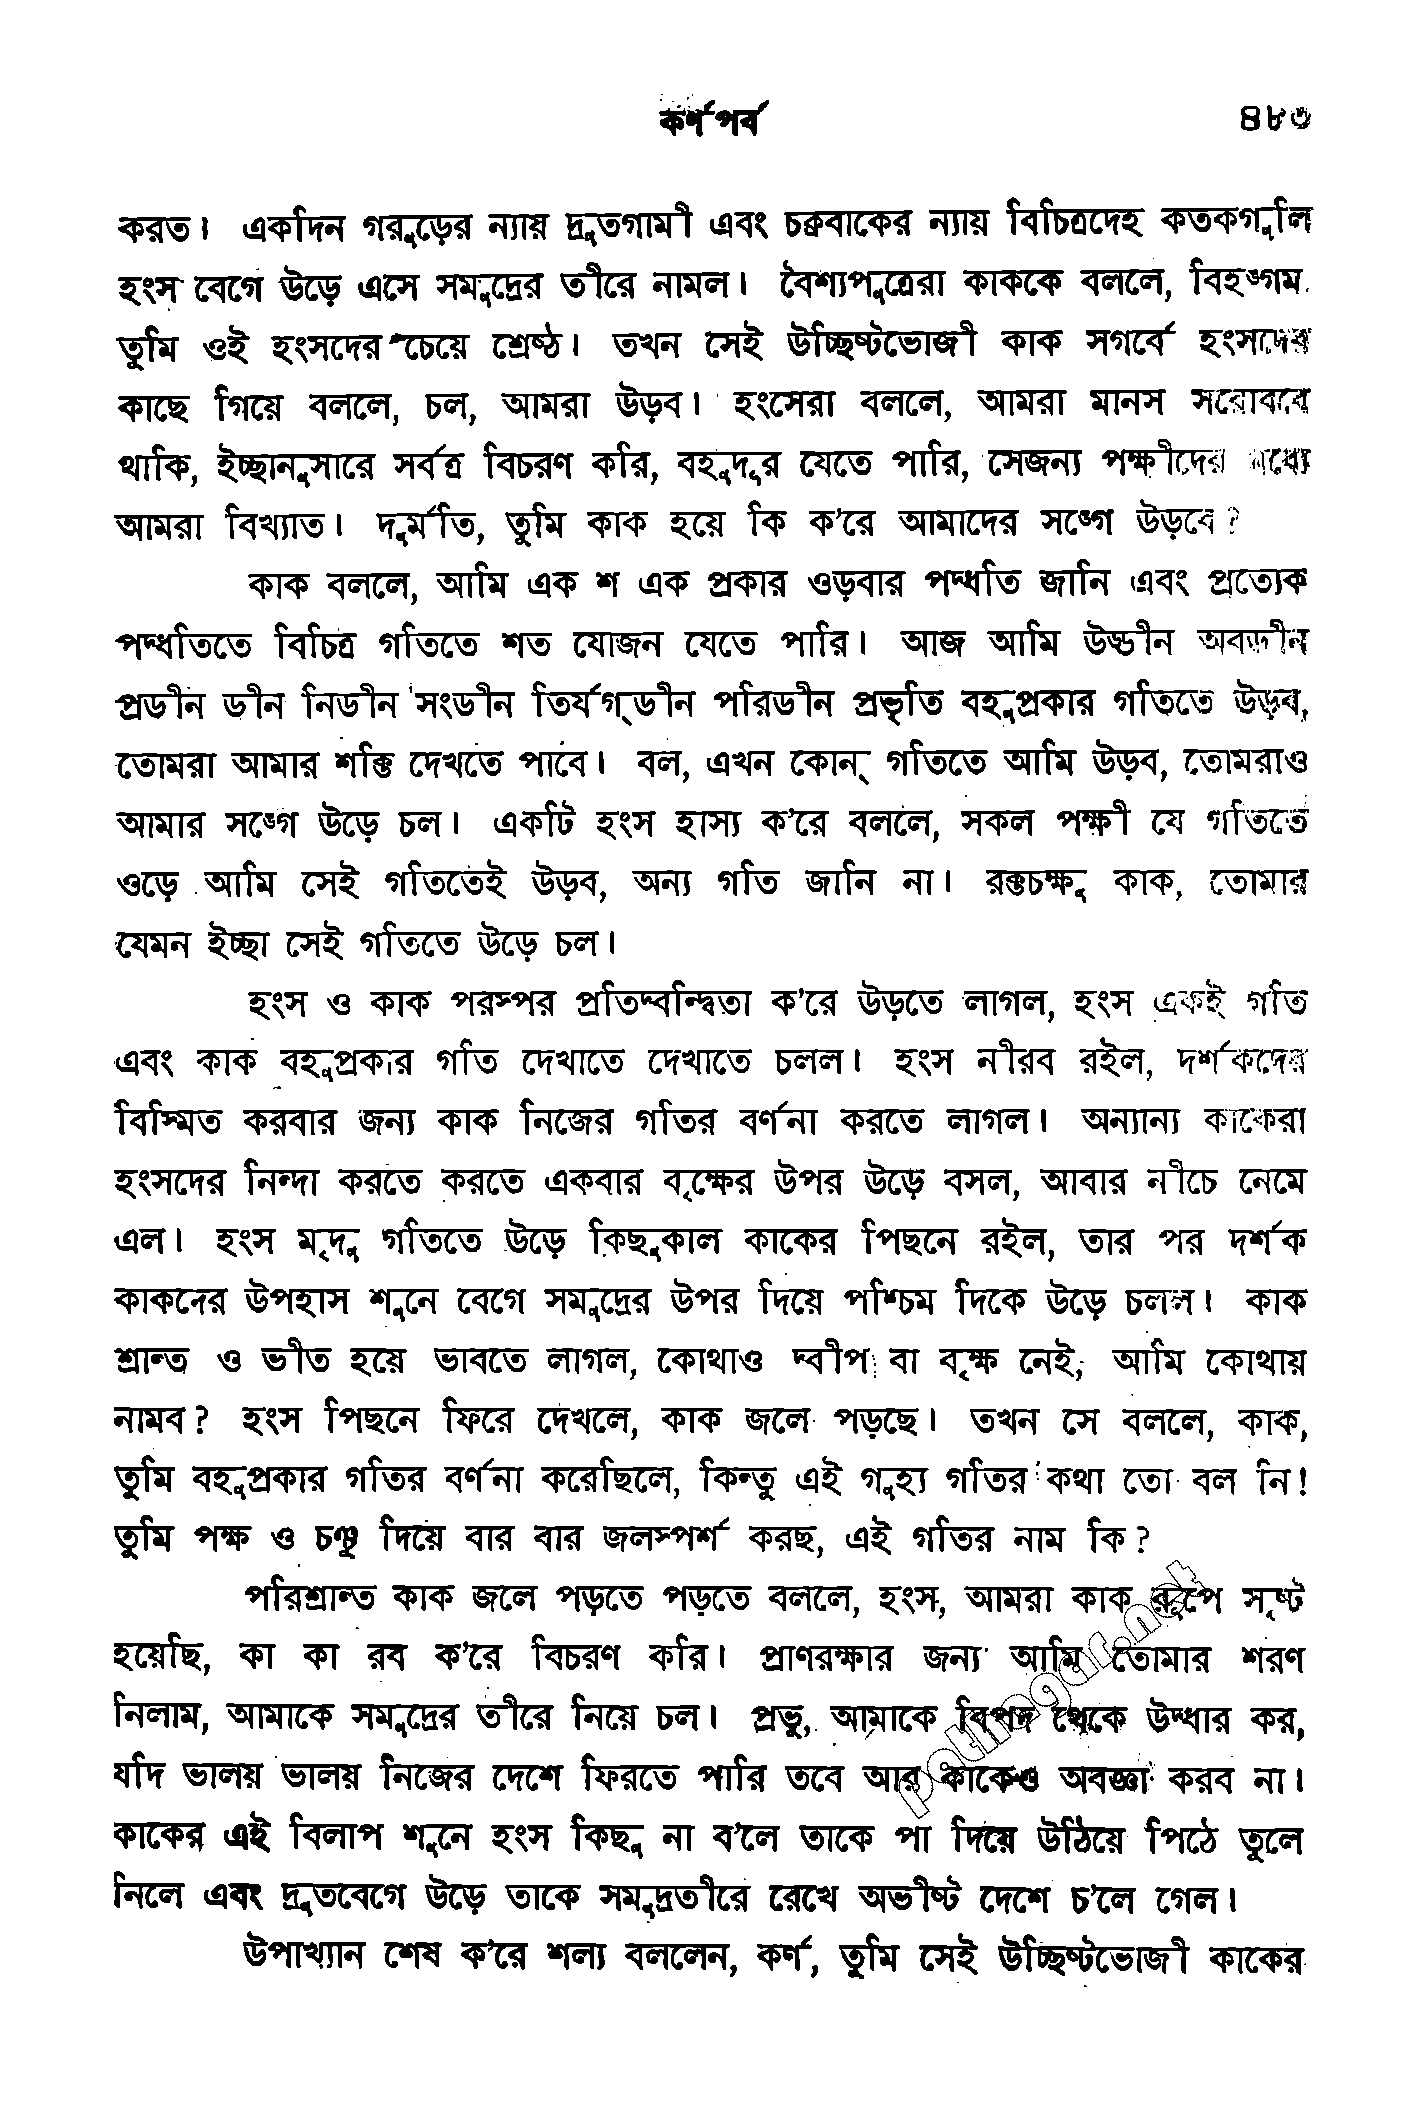 কর্ণপর্ব ৪৮৩
করত। একদিন গরুড়ের ন্যায় দ্রুতগামী এবং চক্রবাকের ন্যায় বিচিত্রদেহ কতকগুলি
হংস বেগে উড়ে এসে সমুদ্রের তীরে নামল। বৈশ্যপুত্রেরা কাককে বললে, বিহঙ্গম,
তুমি ওই হংসদের চেয়ে শ্রেষ্ঠ। তখন সেই উচ্ছিষ্টভোজী কাক সগর্বে হংসদের
কাছে গিয়ে বললে, চল, আমরা উড়ব। হংসেরা বললে, আমরা মানস সরোবরে
থাকি, ইচ্ছানুসারে সর্বত্র বিচরণ করি, বহুদূর যেতে পারি, সেজন্য পক্ষীদের মধ্যে
আমরা বিখ্যাত। দুর্মতি, তুমি কাক হয়ে কি ক'রে আমাদের সঙ্গে উড়বে?
কাক বললে, আমি এক শ এক প্রকার ওড়বার পদ্ধতি জানি এবং প্রত্যেক
পদ্ধতিতে বিচিত্র গতিতে শত যোজন যেতে পারি। আজ আমি উড্ডীন অবডীন
প্রডীন ডীন নিডীন সংডীন তির্যগ্‌ডীন পরিডীন প্রভৃতি বহুপ্রকার গতিতে উড়ব,
তোমরা আমার শক্তি দেখতে পাবে। বল, এখন কোন্ গতিতে আমি উড়ব, তোমরাও
আমার সঙ্গে উড়ে চল। একটি হংস হাস্য ক'রে বললে, সকল পক্ষী যে গতিতে
ওড়ে আমি সেই গতিতেই উড়ব, অন্য গতি জানি না। রক্তচক্ষু কাক, তোমার
যেমন ইচ্ছা সেই গতিতে উড়ে চল।
হংস ও কাক পরস্পর প্রতিদ্বন্দ্বিতা ক'রে উড়তে লাগল, হংস একই গতি
এবং কাক বহুপ্রকার গতি দেখাতে দেখাতে চলল। হংস নীরব রইল, দর্শকদের
বিস্মিত করবার জন্য কাক নিজের গতির বর্ণনা করতে লাগল। অন্যান্য কাকেরা
হংসদের নিন্দা করতে করতে একবার বৃক্ষের উপর উড়ে বসল, আবার নীচে নেমে
এল। হংস মৃদু গতিতে উড়ে কিছুকাল কাকের পিছনে রইল, তার পর দর্শক
কাকদের উপহাস শুনে বেগে সমুদ্রের উপর দিয়ে পশ্চিম দিকে উড়ে চলল। কাক
শ্রান্ত ও ভীত হয়ে ভাবতে লাগল, কোথাও দ্বীপ বা বৃক্ষ নেই, আমি কোথায়
নামব? হংস পিছনে ফিরে দেখলে, কাক জলে পড়ছে। তখন সে বললে, কাক,
তুমি বহুপ্রকার গতির বর্ণনা করেছিলে, কিন্তু এই গুহ্য গতির কথা তো বল নি!
তুমি পক্ষ ও চঞ্চু দিয়ে বার বার জলস্পর্শ করছ, এই গতির নাম কি?
পরিশ্রান্ত কাক জলে পড়তে পড়তে বললে, হংস, আমরা কাক রূপে সৃষ্ট
হয়েছি, কা কা রব ক'রে বিচরণ করি। প্রাণরক্ষার জন্য আমি তোমার শরণ
নিলাম, আমাকে সমুদ্রের তীরে নিয়ে চল। প্রভু, আমাকে বিপদ থেকে উদ্ধার কর,
যদি ভালয় ভালয় নিজের দেশে ফিরতে পারি তবে আর কাকেও অবজ্ঞা করব না।
কাকের এই বিলাপ শুনে হংস কিছু না ব'লে তাকে পা দিয়ে উঠিয়ে পিঠে তুলে
নিলে এবং দ্রুতবেগে উড়ে তাকে সমুদ্রতীরে রেখে অভীষ্ট দেশে চ'লে গেল।
উপাখ্যান শেষ ক'রে শল্য বললেন, কর্ণ, তুমি সেই উচ্ছিষ্টভোজী কাকের
pathagar.net